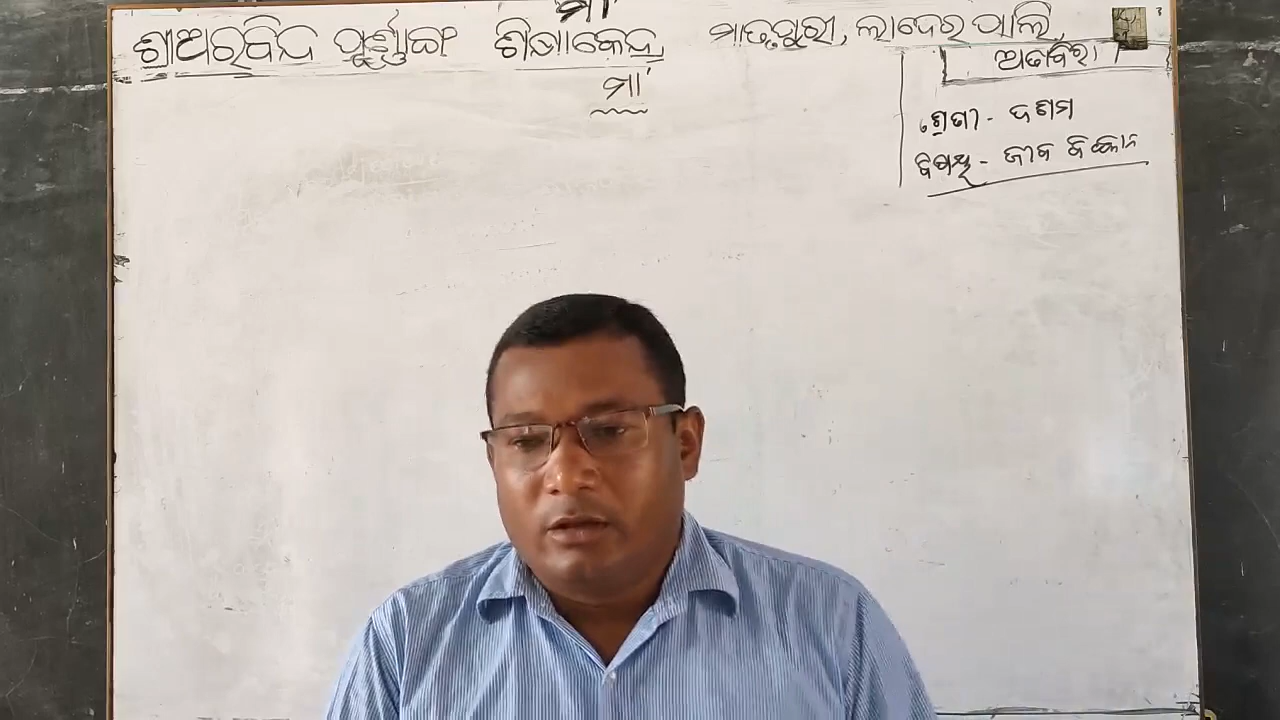 ମା
ଶ୍ରୀଅରବିନ୍ଦ ପୂର୍ଣ୍ଣାଙ୍ଗ ଶିକ୍ଷାକେନ୍ଦ୍ର ମାତୃପୁରୀ, ଲାଦେର ପାଲି,
ଅତାବିରା
ମା
ଶ୍ରେଣୀ - ଦଶମ
ବିଷୟ - ଜୀବ ବିଜ୍ଞାନ